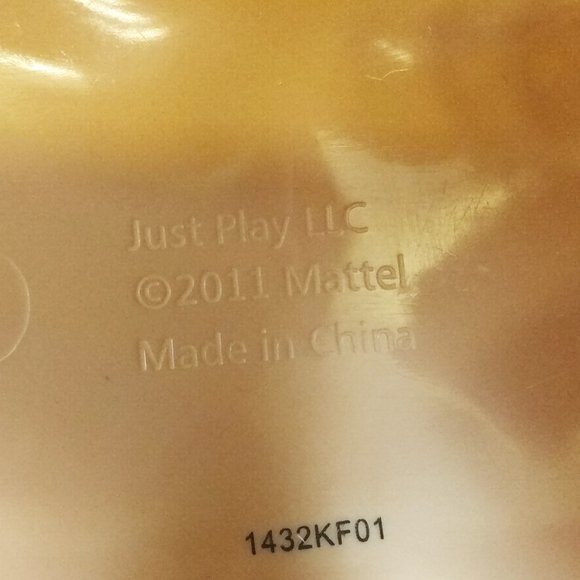 Just Play LLC
©2011 Mattel
Made in China
1432KF01